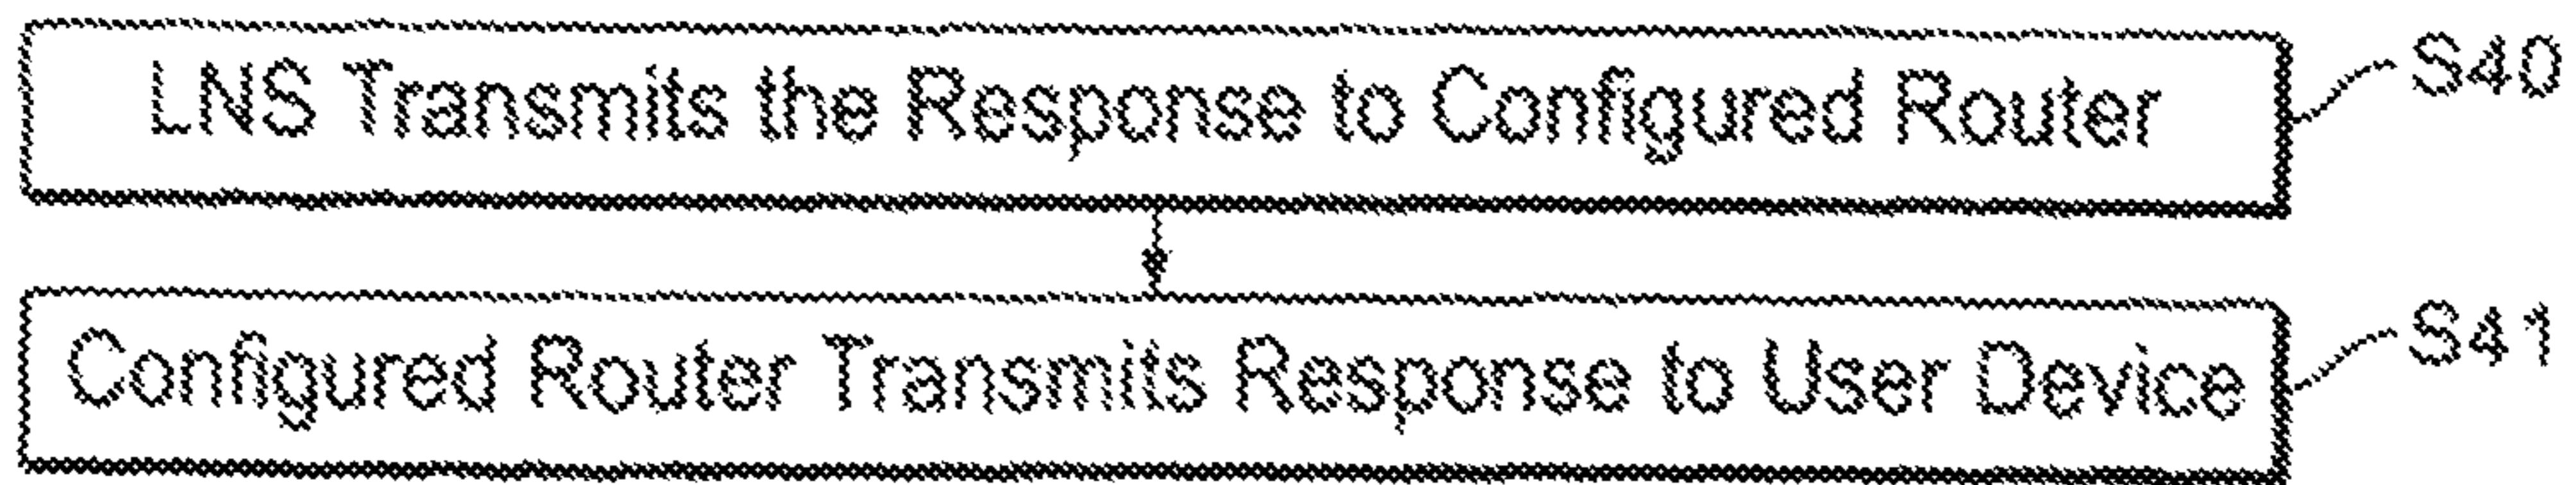 LNS Transmits the Response to Configured Router
S40
Configured Router Transmits Response to User Device
S41